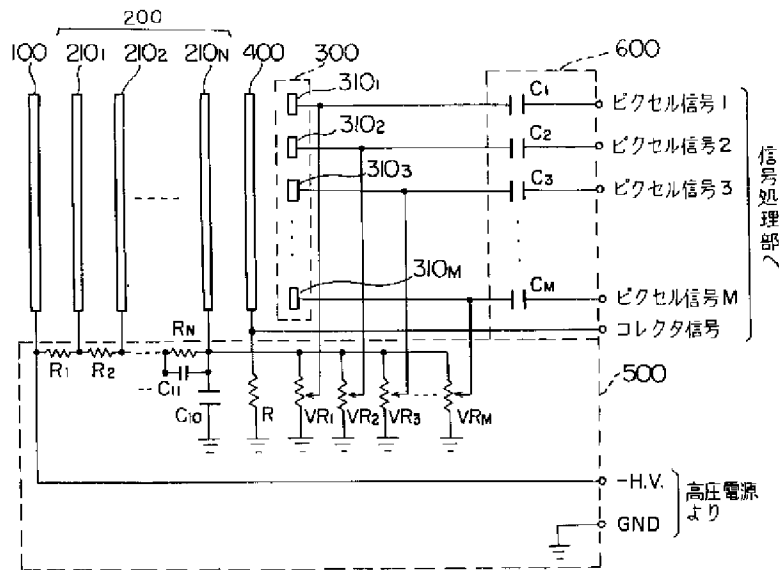 200
100 210₁ 210₂ 210N 400 300 600
310₁
310₂
310₃
310M
C₁
C₂
C₃
CM
ピクセル信号1
ピクセル信号2
ピクセル信号3
ピクセル信号M
コレクタ信号
信号処理部へ
R₁ R₂ RN
C₁₁
C₁₀
R VR₁ VR₂ VR₃ VRM
500
-H.V.
GND
高圧電源
より